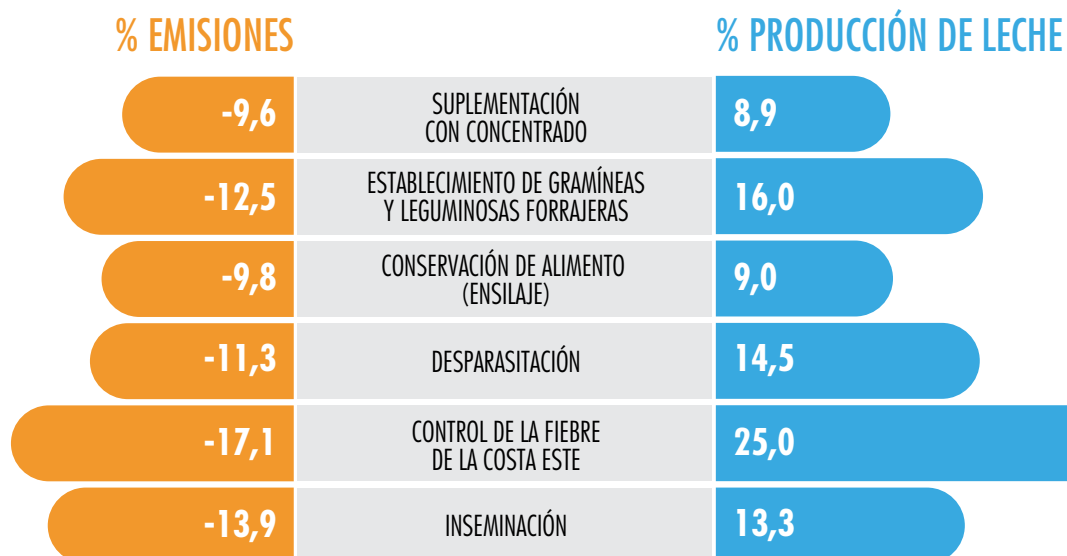 % EMISIONES
% PRODUCCIÓN DE LECHE
-9,6
SUPLEMENTACIÓN
CON CONCENTRADO
8,9
-12,5
ESTABLECIMIENTO DE GRAMÍNEAS
Y LEGUMINOSAS FORRAJERAS
16,0
-9,8
CONSERVACIÓN DE ALIMENTO
(ENSILAJE)
9,0
-11,3
DESPARASITACIÓN
14,5
-17,1
CONTROL DE LA FIEBRE
DE LA COSTA ESTE
25,0
-13,9
INSEMINACIÓN
13,3